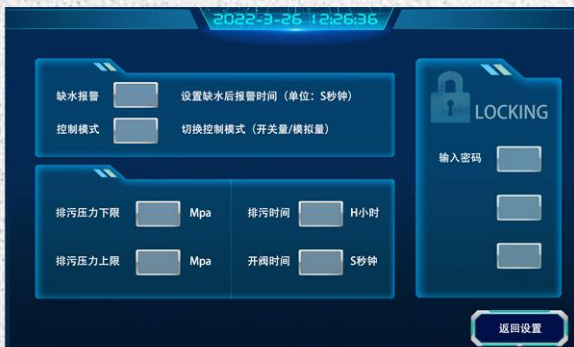 2022-3-26 12:26:36
缺水报警 设置缺水后报警时间（单位：S秒钟）
控制模式 切换控制模式（开关量/模拟量）
LOCKING
输入密码
排污压力下限 Mpa 排污时间 H小时
排污压力上限 Mpa 开阀时间 S秒钟
返回设置